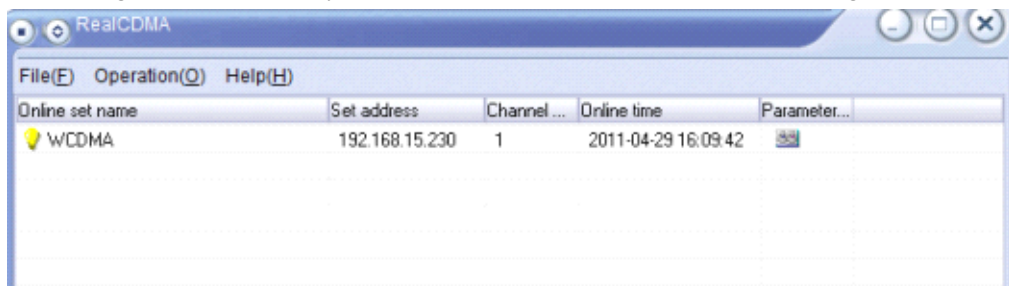 RealCDMA
File(F) Operation(O) Help(H)
Online set name Set address Channel ... Online time Parameter...
WCDMA 192.168.15.230 1 2011-04-29 16:09:42